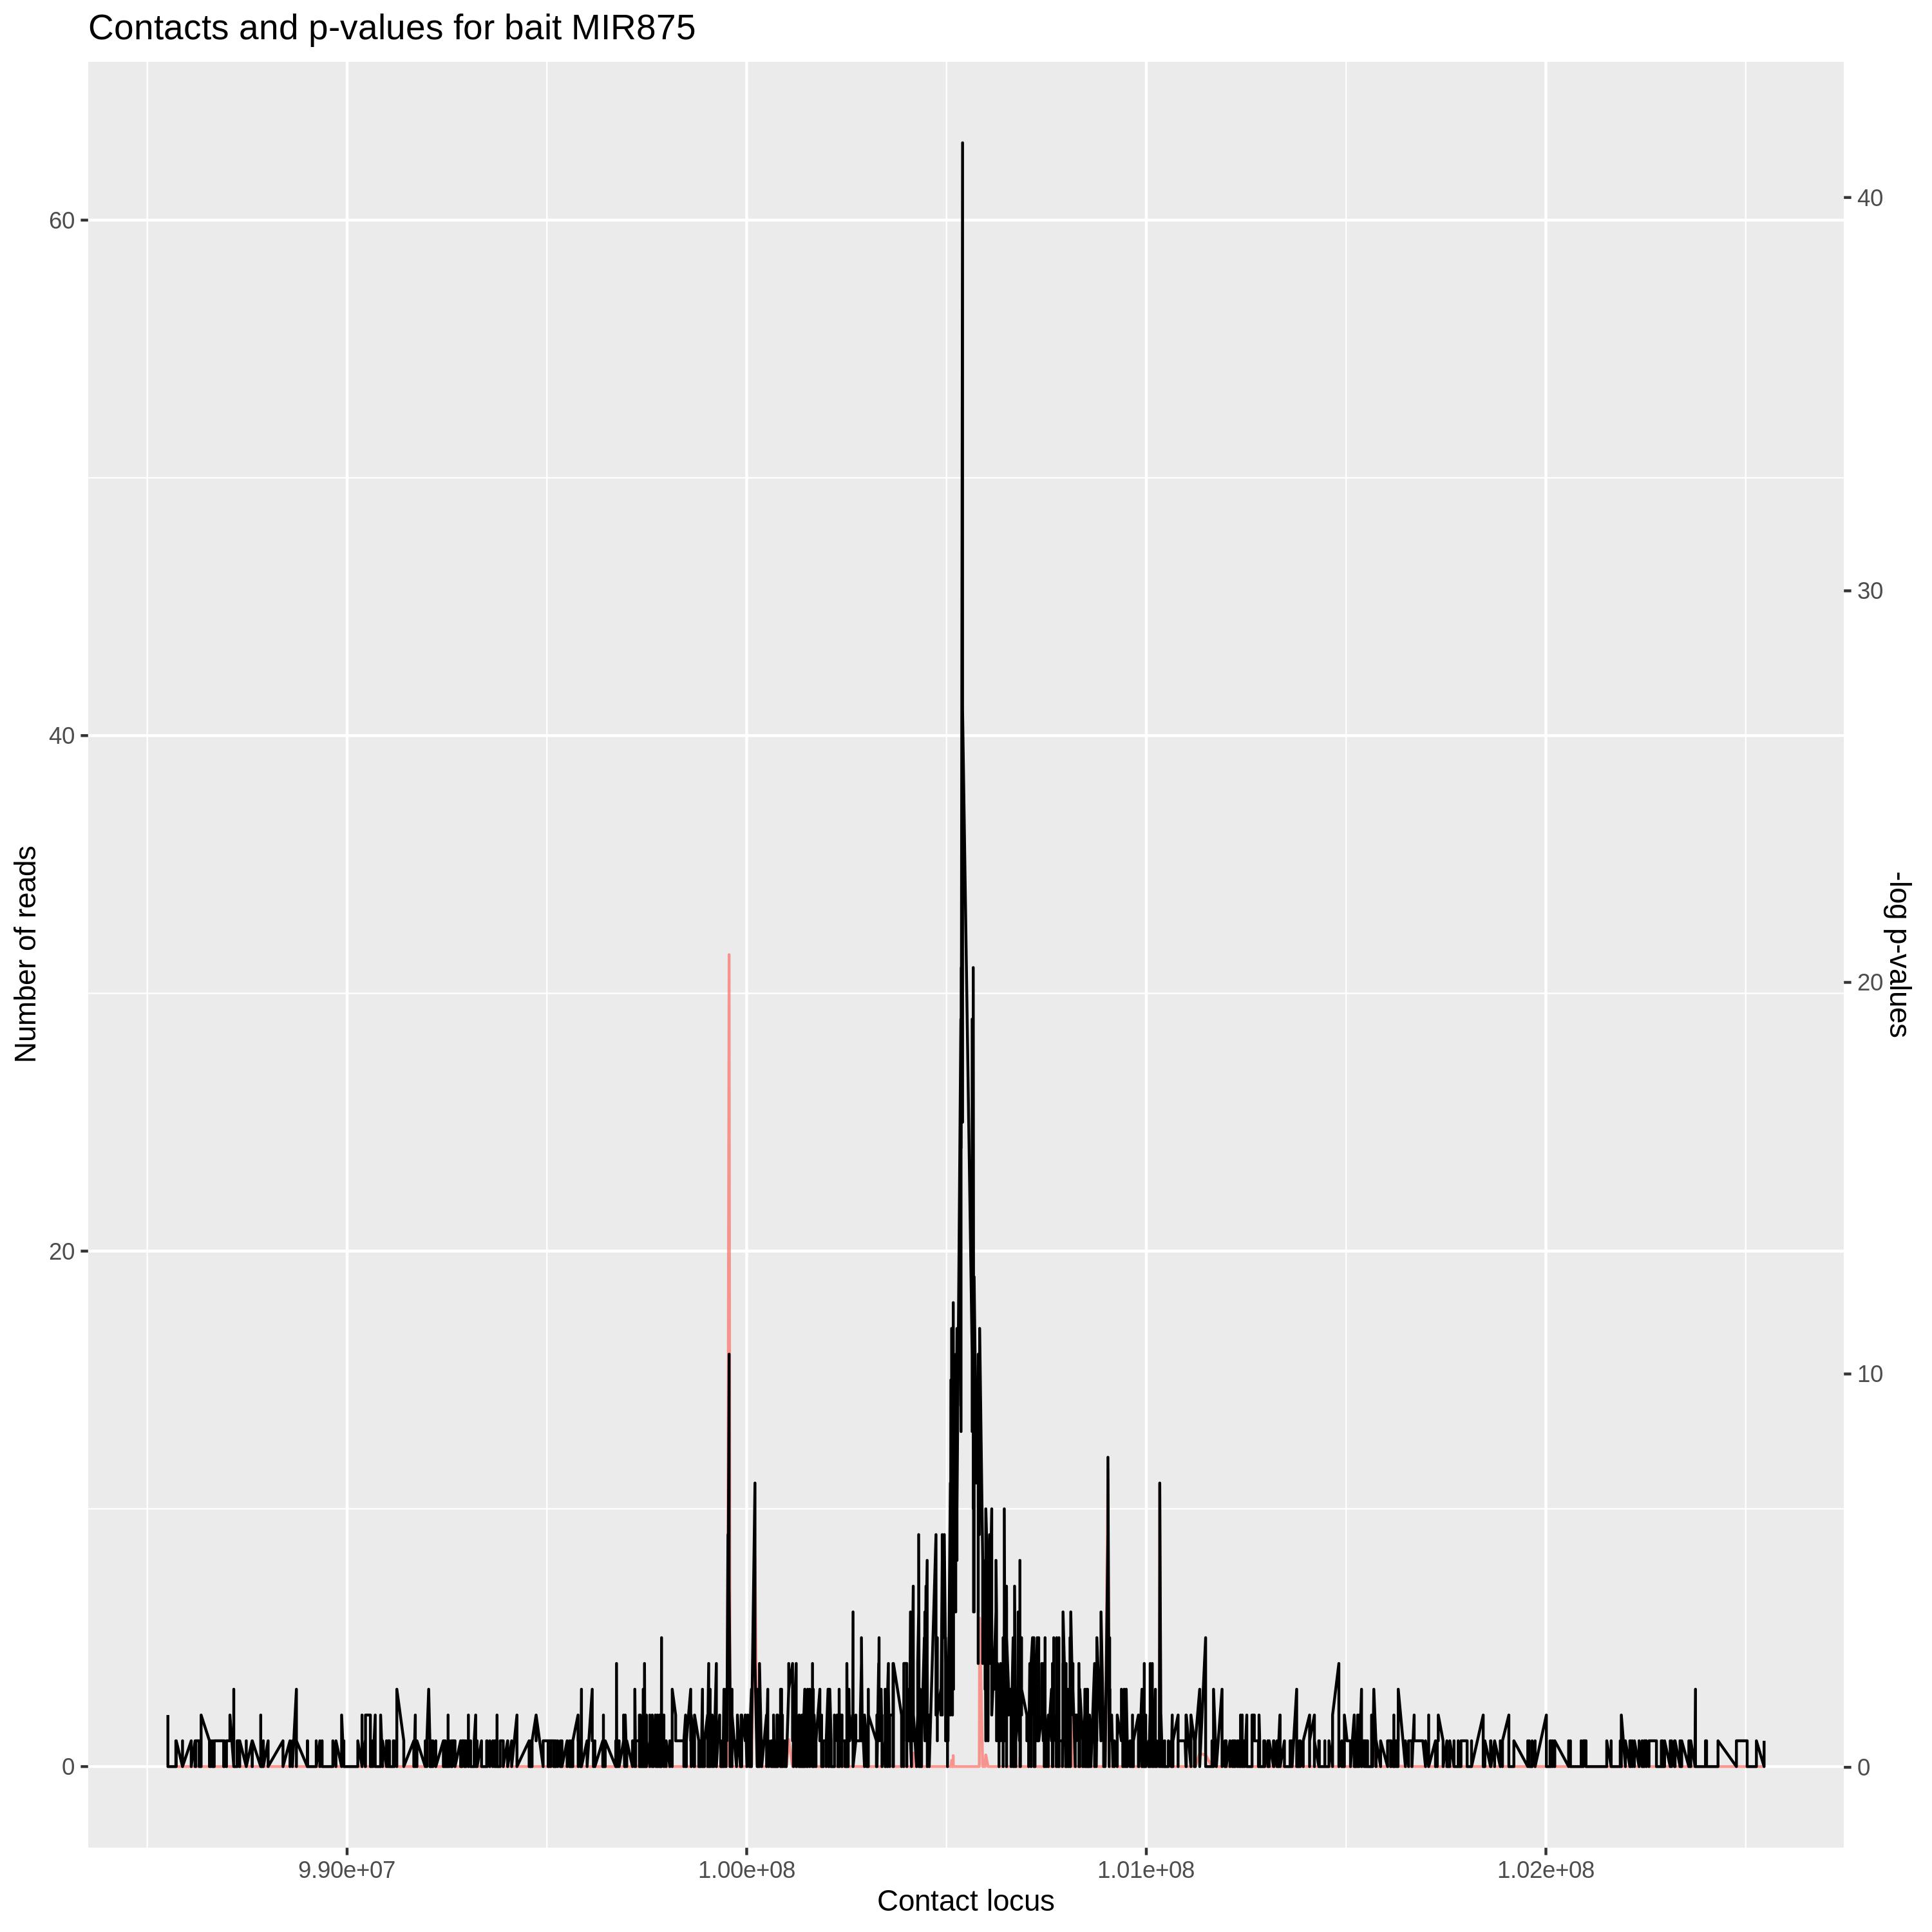 Contacts and p-values for bait MIR875
60
40
20
0
Number of reads
40
30
20
10
0
-log p-values
9.90e+07
1.00e+08
1.01e+08
1.02e+08
Contact locus